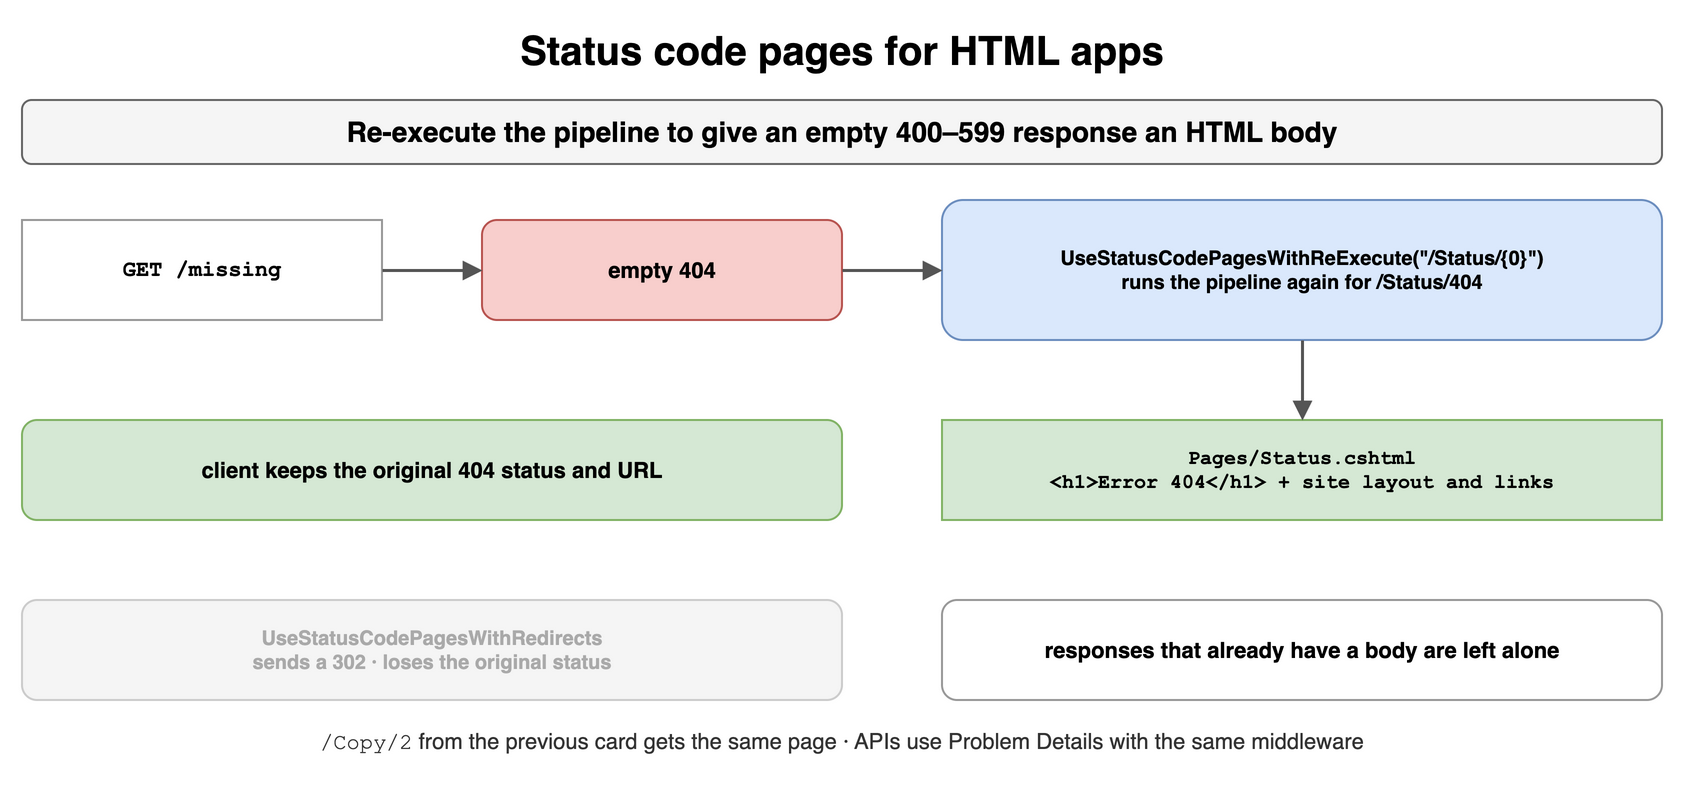 Status code pages for HTML apps
Re-execute the pipeline to give an empty 400–599 response an HTML body
GET /missing
empty 404
UseStatusCodePagesWithReExecute("/Status/{0}")
runs the pipeline again for /Status/404
client keeps the original 404 status and URL
Pages/Status.cshtml
<h1>Error 404</h1> + site layout and links
UseStatusCodePagesWithRedirects
sends a 302 · loses the original status
responses that already have a body are left alone
/Copy/2 from the previous card gets the same page · APIs use Problem Details with the same middleware